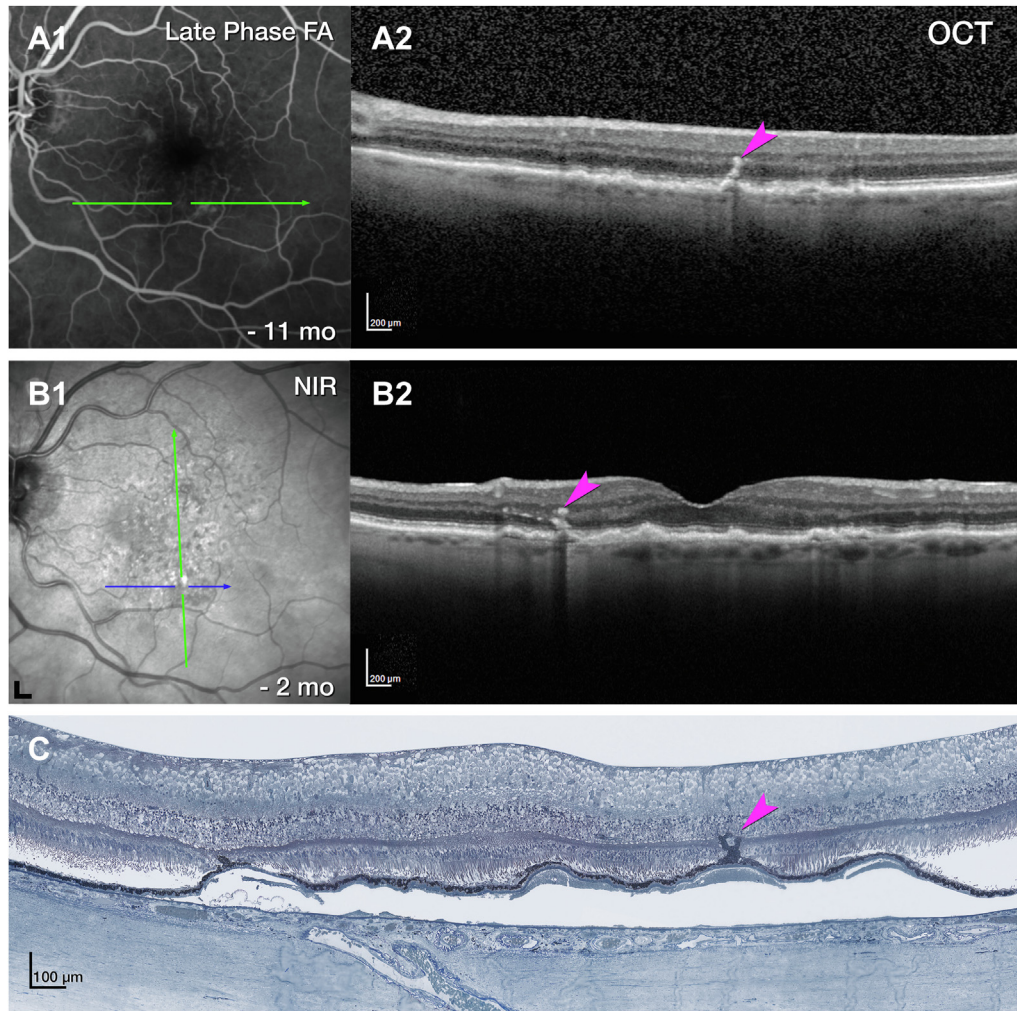 A1
Late Phase FA
- 11 mo
A2
OCT
200 µm
B1
NIR
- 2 mo
B2
200 µm
C
100 µm